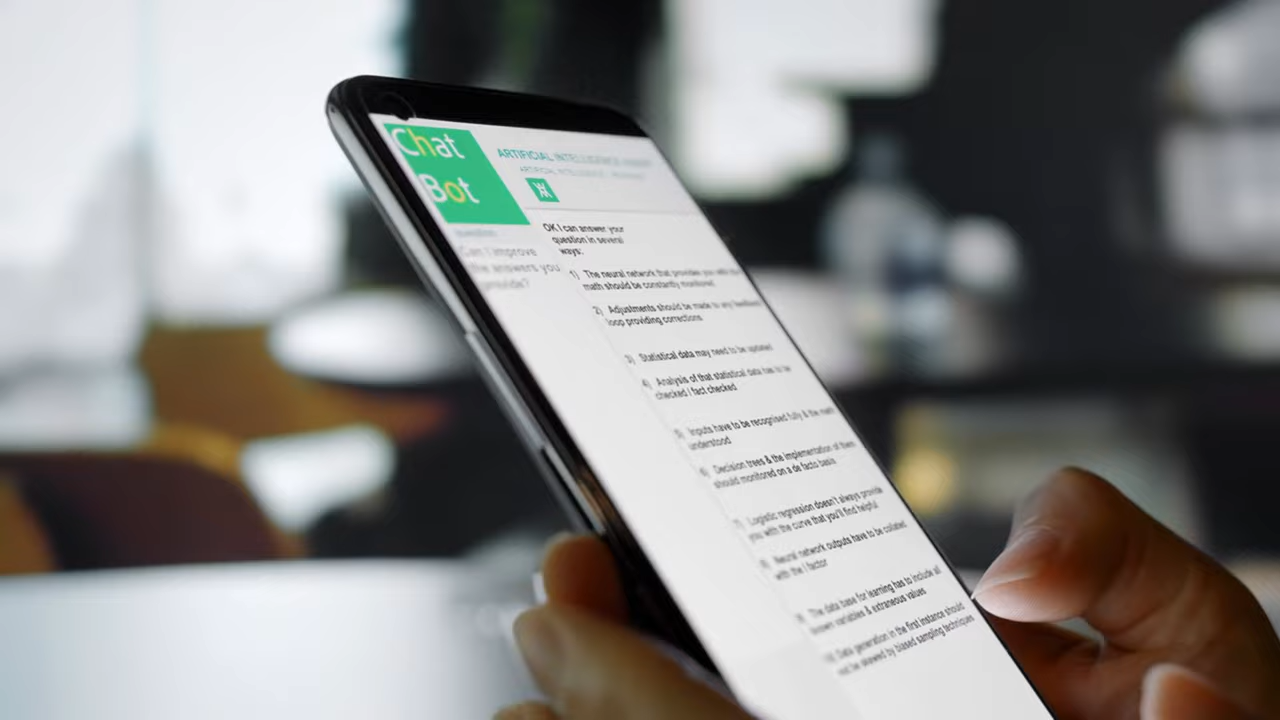 Chat
Bot
ARTIFICIAL INTELLIGENCE
ARTIFICIAL INTELLIGENCE
question
Can I improve
the answers you
provide?
OK I can answer your
question in several
ways:
1) The neural network that provides you with
math should be constantly monitored
2) Adjustments should be made to any feedback
loop providing corrections
3) Statistical data may need to be updated
4) Analysis of that statistical data has to be
checked / fact checked
5) Inputs have to be recognised fully & the math
understood
6) Decision trees & the implementation of them
should monitored on a de facto basis
7) Logistic regression doesn't always provide
you with the curve that you'll find helpful
8) Neural network outputs have to be collated
with the i factor
9) The data base for learning has to include all
known variables & extraneous values
10) Data generation in the first instance should
not be skewed by biased sampling techniques